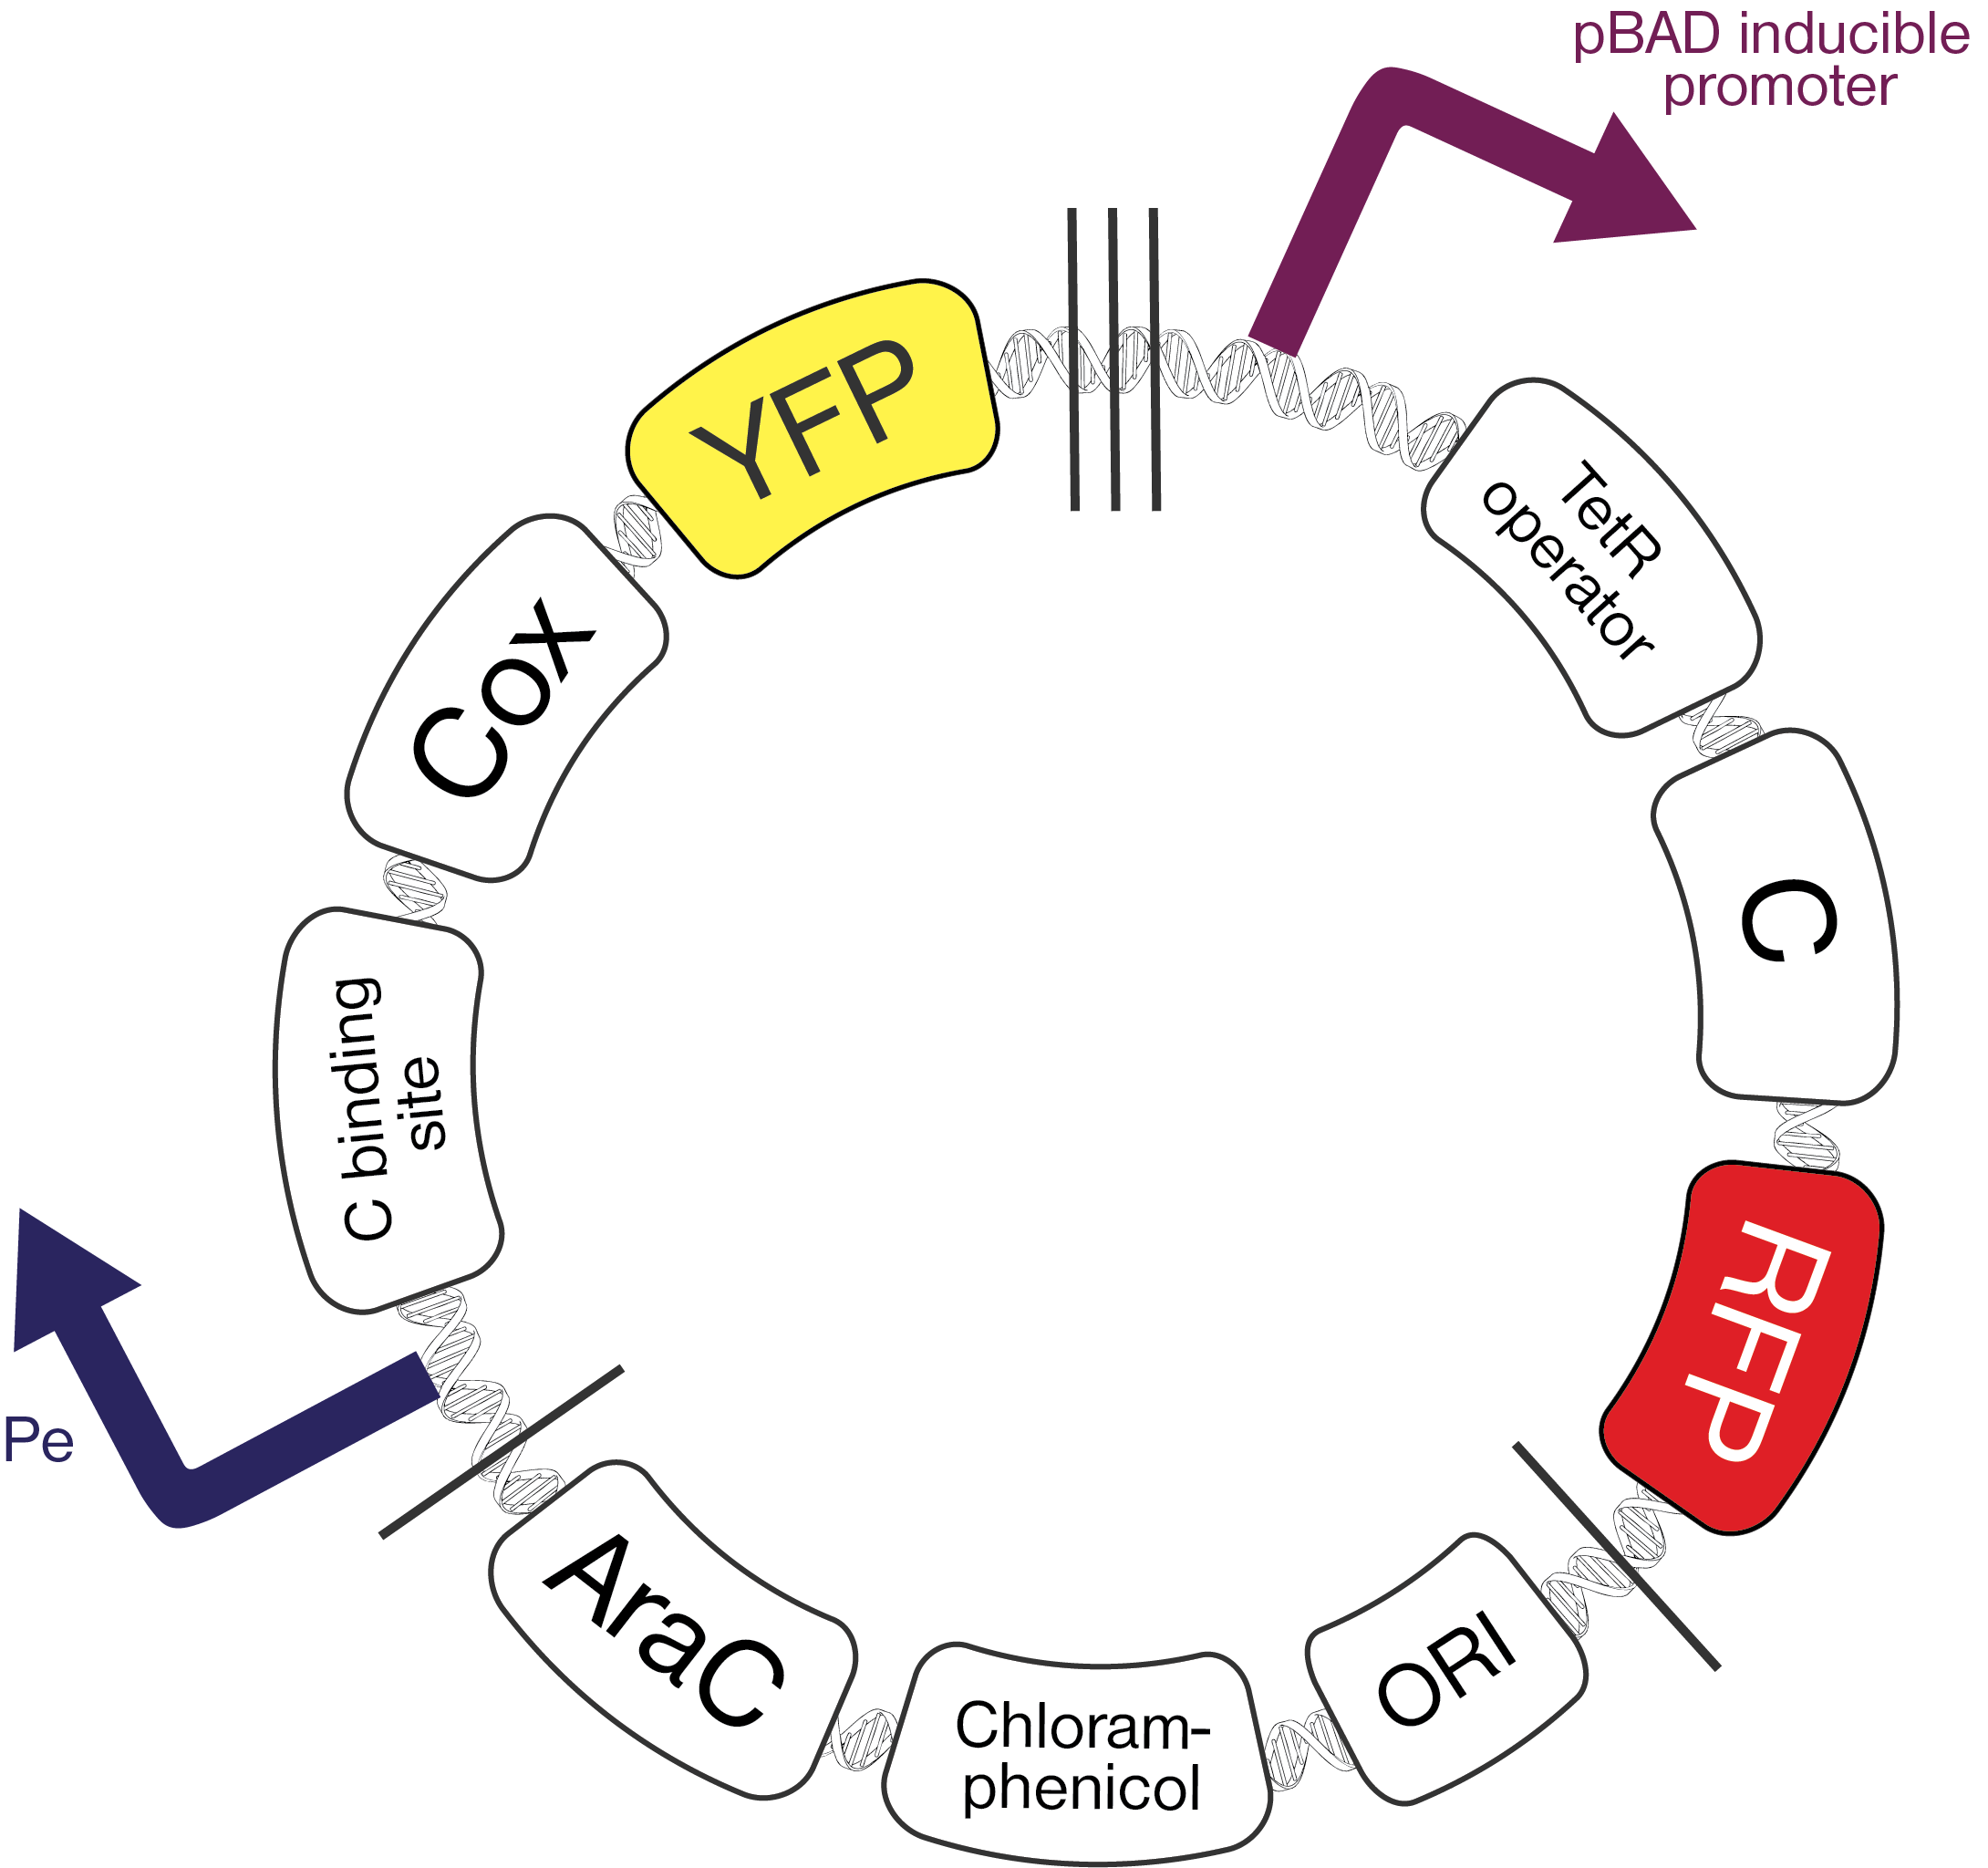 pBAD inducible
promoter
YFP
TetR
operator
Cox
C
C binding
site
RFP
Pe
AraC
ORI
Chloram-
phenicol